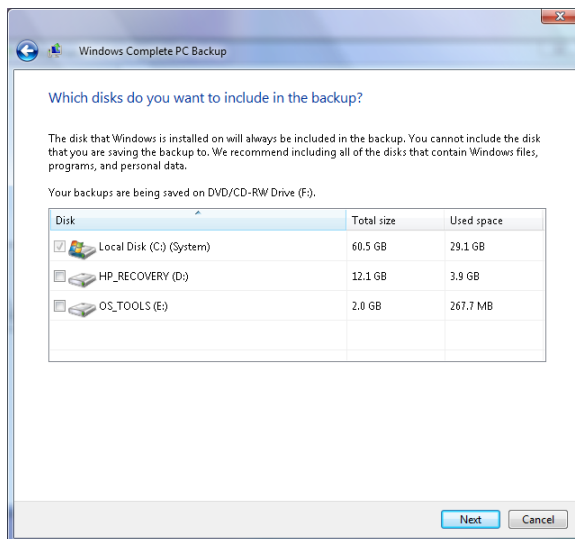 Windows Complete PC Backup
Which disks do you want to include in the backup?
The disk that Windows is installed on will always be included in the backup. You cannot include the disk
that you are saving the backup to. We recommend including all of the disks that contain Windows files,
programs, and personal data.
Your backups are being saved on DVD/CD-RW Drive (F:).
Disk Total size Used space
Local Disk (C:) (System) 60.5 GB 29.1 GB
HP_RECOVERY (D:) 12.1 GB 3.9 GB
OS_TOOLS (E:) 2.0 GB 267.7 MB
Next Cancel